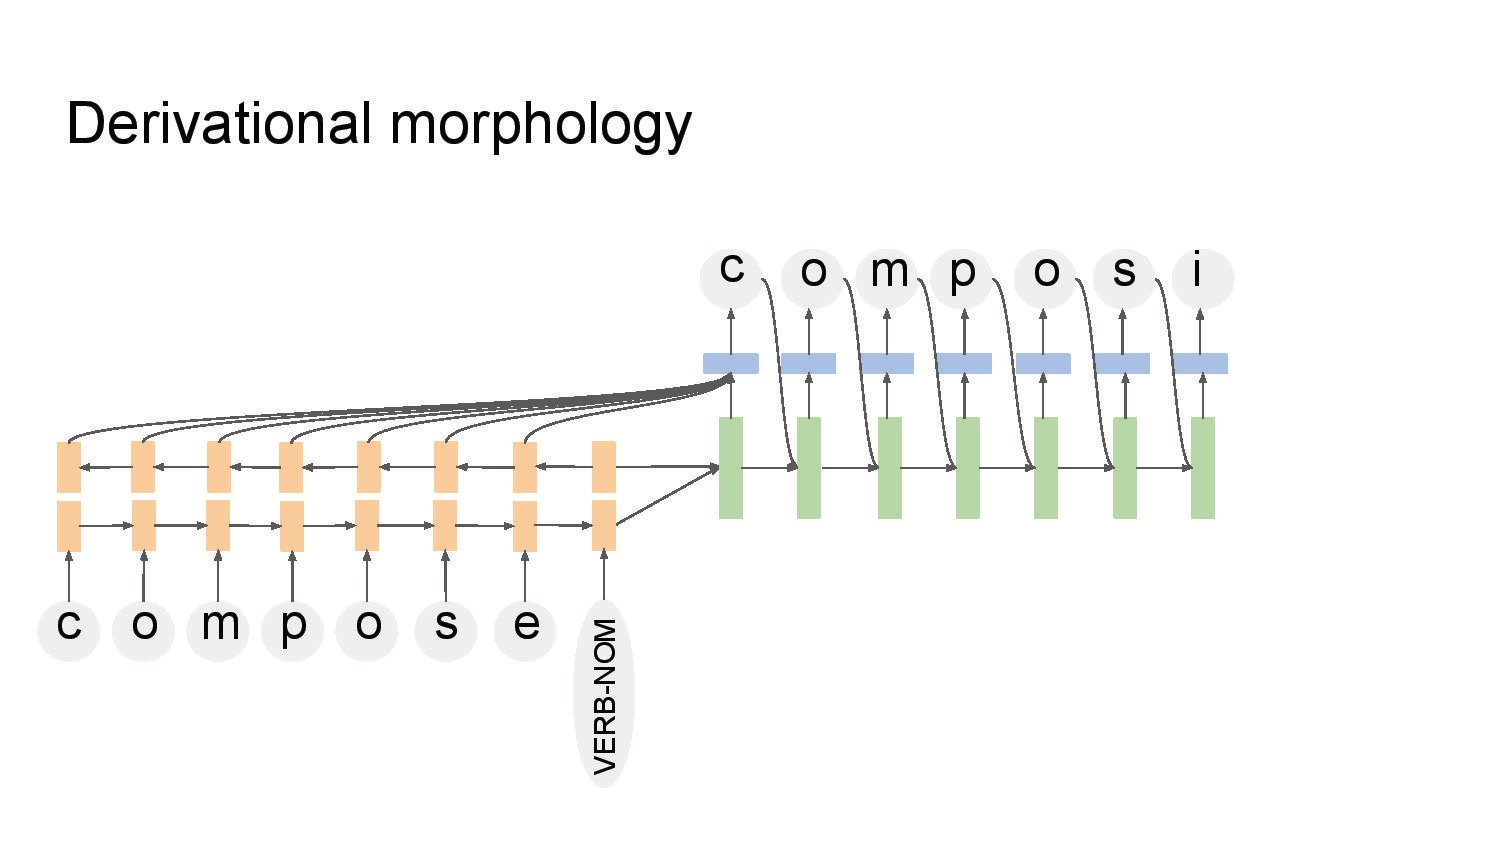 Derivational morphology
c o m p o s i
c o m p o s e
VERB-NOM